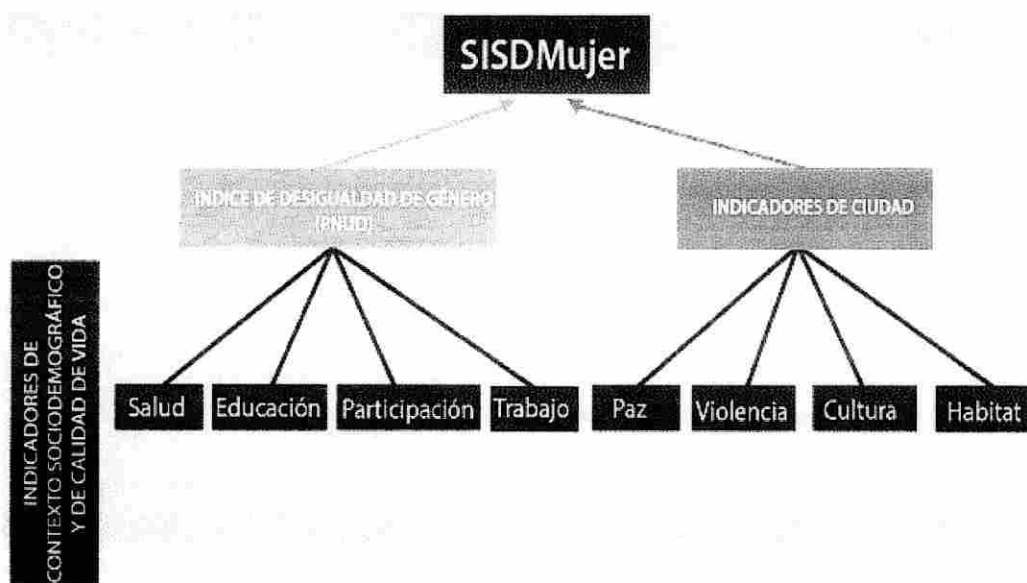 SISDMujer
INDICE DE DESIGUALDAD DE GÉNERO
(PNUD)
INDICADORES DE CIUDAD
INDICADORES DE
CONTEXTO SOCIODEMOGRÁFICO
Y DE CALIDAD DE VIDA
Salud
Educación
Participación
Trabajo
Paz
Violencia
Cultura
Habitat